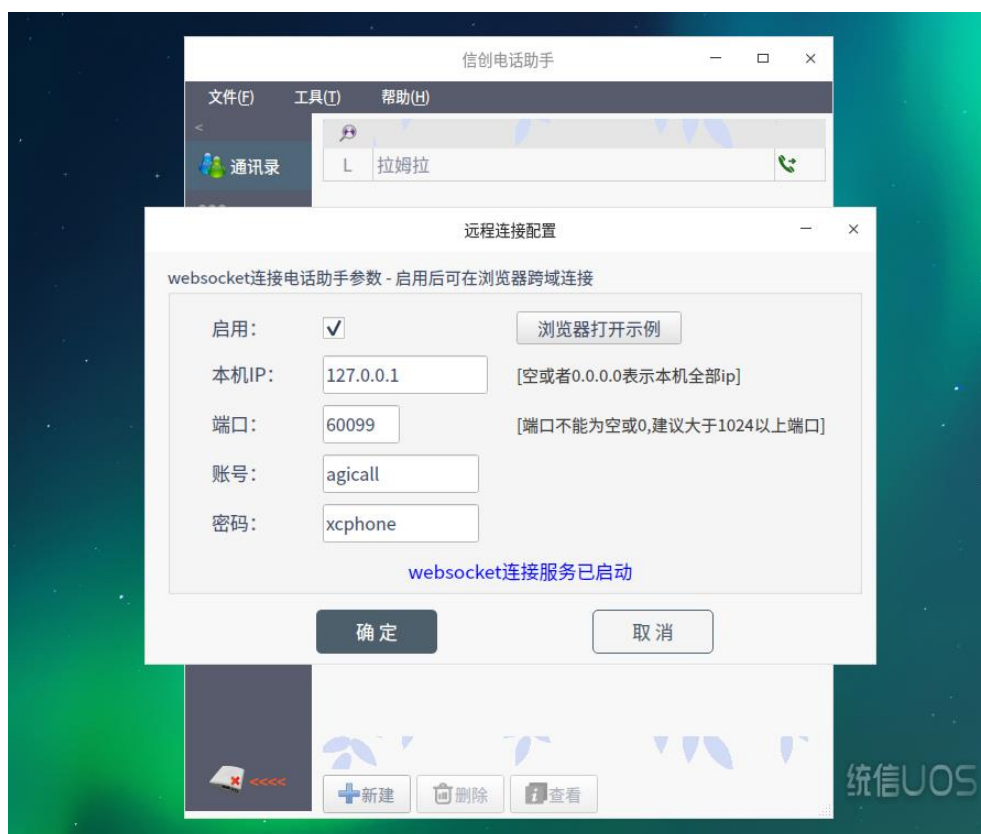 信创电话助手
文件(F) 工具(T) 帮助(H)
<
通讯录
L 拉姆拉
远程连接配置
websocket连接电话助手参数 - 启用后可在浏览器跨域连接
启用： 浏览器打开示例
本机IP： 127.0.0.1 [空或者0.0.0.0表示本机全部ip]
端口： 60099 [端口不能为空或0,建议大于1024以上端口]
账号： agicall
密码： xcphone
websocket连接服务已启动
确定 取消
<<<<
新建 删除 查看
统信UOS